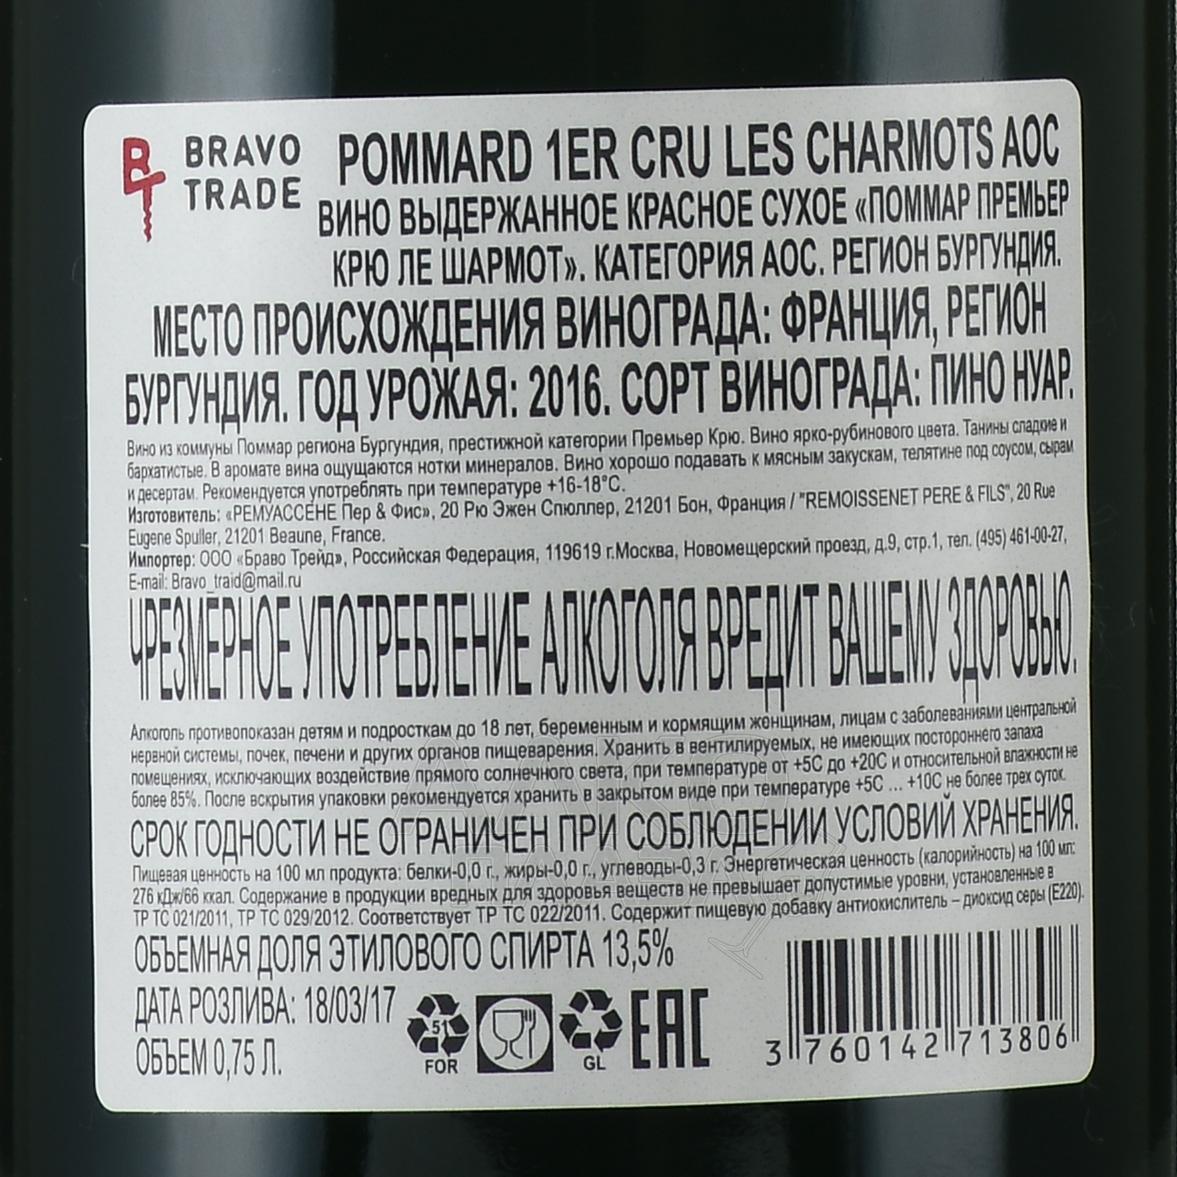 BRAVO
TRADE
POMMARD 1ER CRU LES CHARMOTS AOC
ВИНО ВЫДЕРЖАННОЕ КРАСНОЕ СУХОЕ «ПОММАР ПРЕМЬЕР
КРЮ ЛЕ ШАРМОТ». КАТЕГОРИЯ АОС. РЕГИОН БУРГУНДИЯ.
МЕСТО ПРОИСХОЖДЕНИЯ ВИНОГРАДА: ФРАНЦИЯ, РЕГИОН
БУРГУНДИЯ. ГОД УРОЖАЯ: 2016. СОРТ ВИНОГРАДА: ПИНО НУАР.
Вино из коммуны Поммар региона Бургундия, престижной категории Премьер Крю. Вино ярко-рубинового цвета. Танины сладкие и
бархатистые. В аромате вина ощущаются нотки минералов. Вино хорошо подавать к мясным закускам, телятине под соусом, сырам
и десертам. Рекомендуется употреблять при температуре +16-18°С.
Изготовитель: «РЕМУАССЕНЕ Пер & Фис», 20 Рю Эжен Спюллер, 21201 Бон, Франция / "REMOISSENET PERE & FILS", 20 Rue
Eugene Spuller, 21201 Beaune, France.
Импортер: ООО «Браво Трейд», Российская Федерация, 119619 г.Москва, Новомещерский проезд, д.9, стр.1, тел. (495) 461-00-27,
E-mail: Bravo_traid@mail.ru
ЧРЕЗМЕРНОЕ УПОТРЕБЛЕНИЕ АЛКОГОЛЯ ВРЕДИТ ВАШЕМУ ЗДОРОВЬЮ.
Алкоголь противопоказан детям и подросткам до 18 лет, беременным и кормящим женщинам, лицам с заболеваниями центральной
нервной системы, почек, печени и других органов пищеварения. Хранить в вентилируемых, не имеющих постороннего запаха
помещениях, исключающих воздействие прямого солнечного света, при температуре от +5С до +20С и относительной влажности не
более 85%. После вскрытия упаковки рекомендуется хранить в закрытом виде при температуре +5С ... +10С не более трех суток.
СРОК ГОДНОСТИ НЕ ОГРАНИЧЕН ПРИ СОБЛЮДЕНИИ УСЛОВИЙ ХРАНЕНИЯ.
Пищевая ценность на 100 мл продукта: белки-0,0 г., жиры-0,0 г., углеводы-0,3 г. Энергетическая ценность (калорийность) на 100 мл:
276 кДж/66 ккал. Содержание в продукции вредных для здоровья веществ не превышает допустимые уровни, установленные в
ТР ТС 021/2011, ТР ТС 029/2012. Соответствует ТР ТС 022/2011. Содержит пищевую добавку антиокислитель – диоксид серы (Е220).
ОБЪЕМНАЯ ДОЛЯ ЭТИЛОВОГО СПИРТА 13,5%
ДАТА РОЗЛИВА: 18/03/17
ОБЪЕМ 0,75 Л.
51
FOR
GL
EAC
3 760142 713806